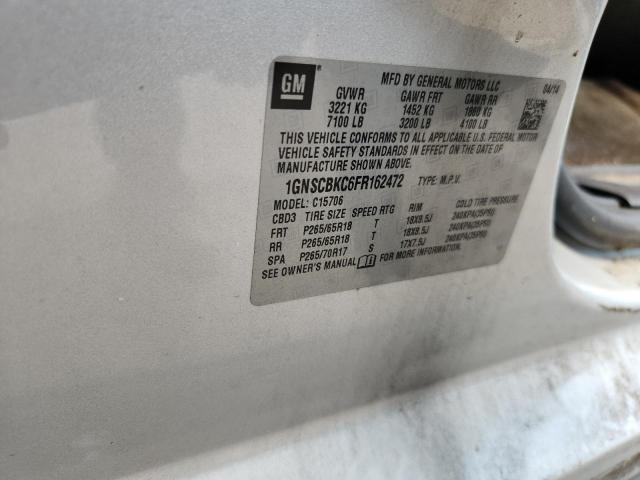 GM
MFD BY GENERAL MOTORS LLC 04/14
GVWR GAWR FRT GAWR RR
3221 KG 1452 KG 1860 KG
7100 LB 3200 LB 4100 LB
THIS VEHICLE CONFORMS TO ALL APPLICABLE U.S. FEDERAL MOTOR
VEHICLE SAFETY STANDARDS IN EFFECT ON THE DATE OF
MANUFACTURE SHOWN ABOVE.
1GNSCBKC6FR162472 TYPE: M.P.V.
MODEL: C15706
CBD3 TIRE SIZE SPEED RTG RIM COLD TIRE PRESSURE
FRT P265/65R18 T 18X8.5J 240KPA(35PSI)
RR P265/65R18 T 18X8.5J 240KPA(35PSI)
SPA P265/70R17 S 17X7.5J 240KPA(35PSI)
SEE OWNER'S MANUAL FOR MORE INFORMATION.